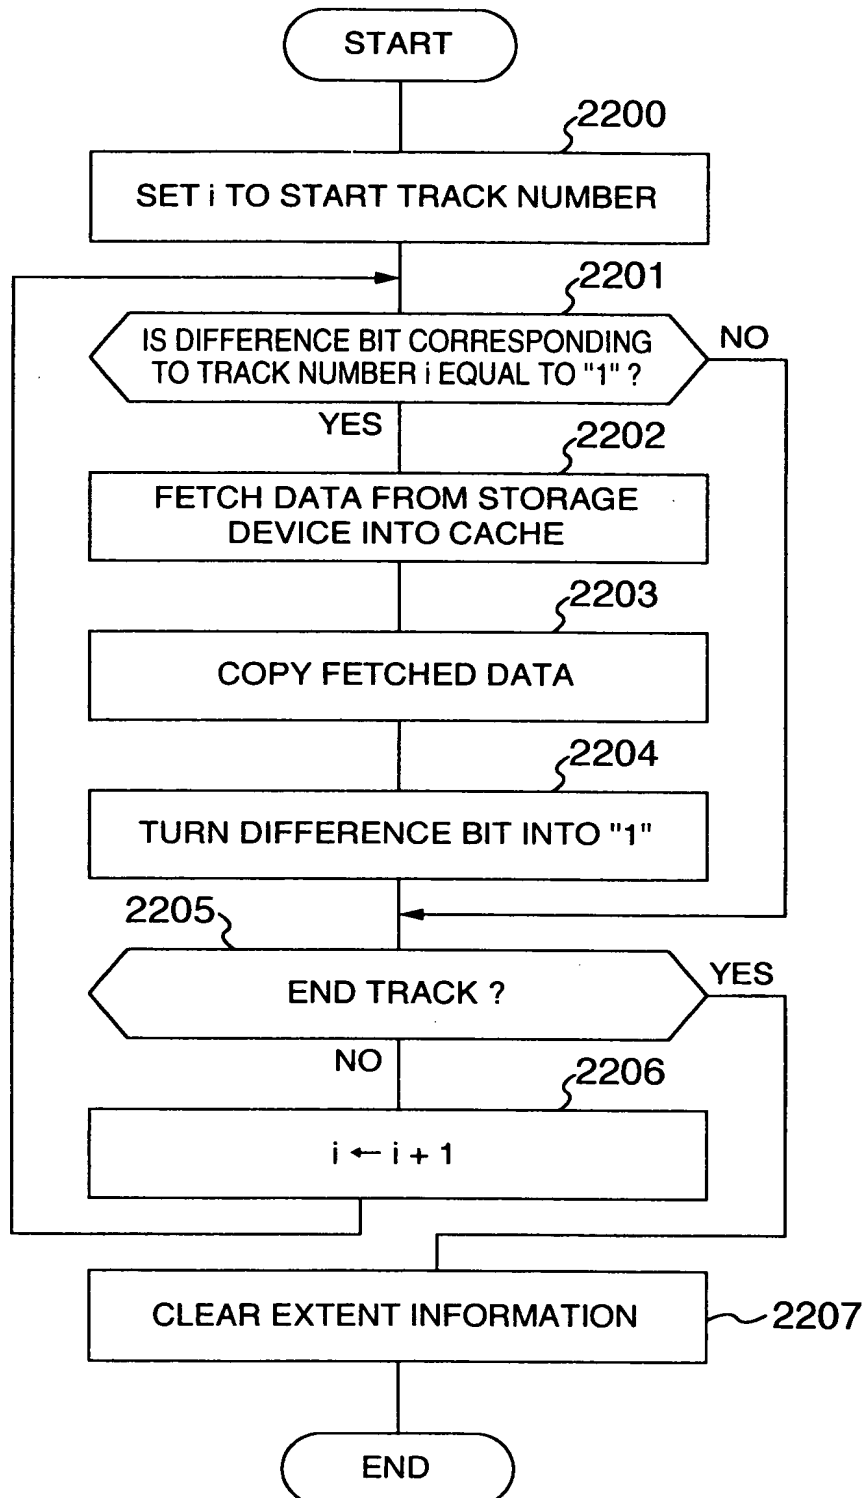 START
2200
SET i TO START TRACK NUMBER
2201
IS DIFFERENCE BIT CORRESPONDING
TO TRACK NUMBER i EQUAL TO "1" ?
NO
YES
2202
FETCH DATA FROM STORAGE
DEVICE INTO CACHE
2203
COPY FETCHED DATA
2204
TURN DIFFERENCE BIT INTO "1"
2205
END TRACK ?
YES
NO
2206
i ← i + 1
CLEAR EXTENT INFORMATION
2207
END